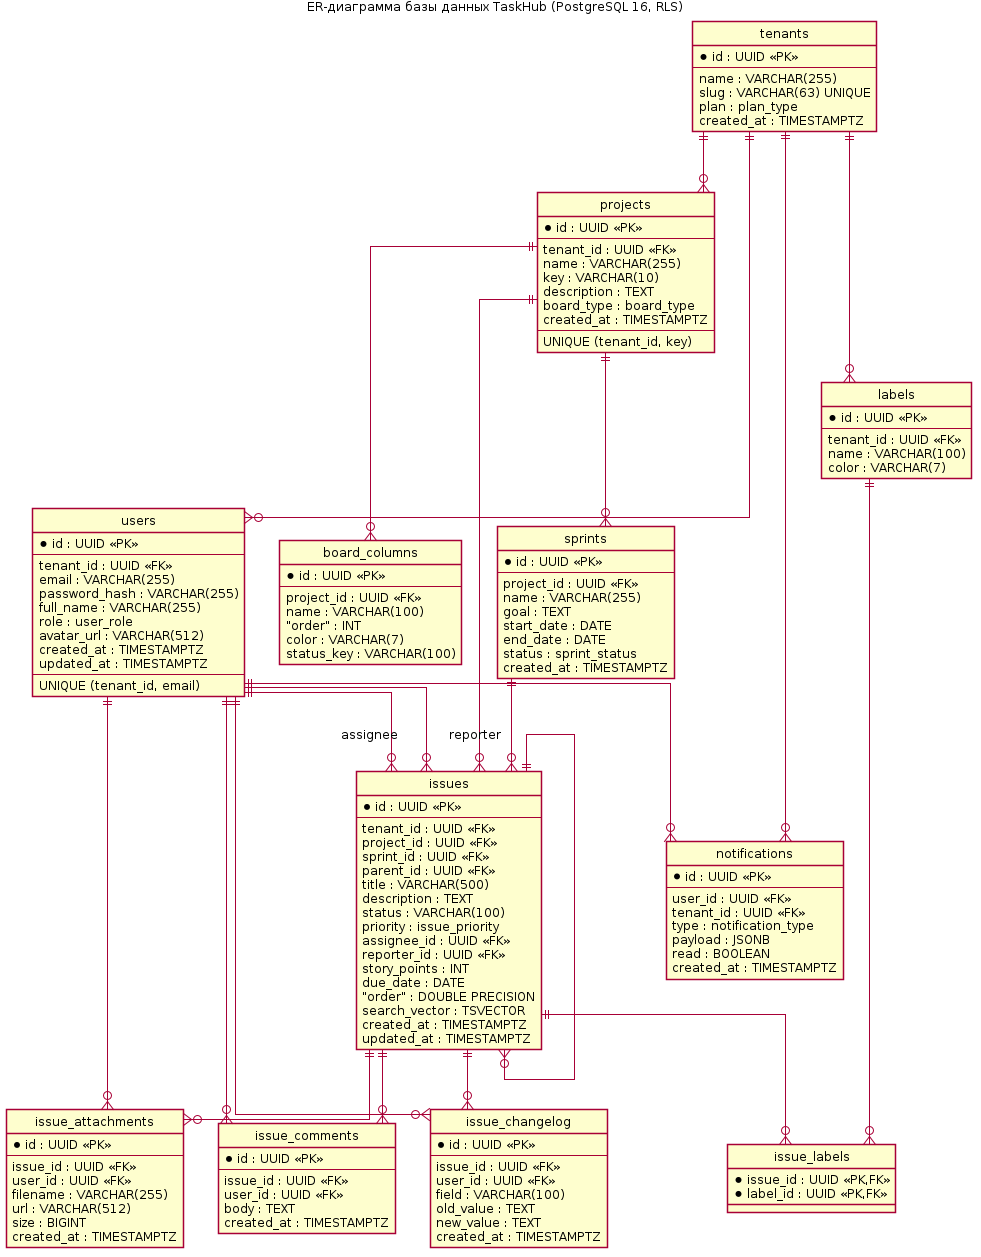 ER-диаграмма базы данных TaskHub (PostgreSQL 16, RLS)
tenants
id : UUID «PK»
name : VARCHAR(255)
slug : VARCHAR(63) UNIQUE
plan : plan_type
created_at : TIMESTAMPTZ
projects
id : UUID «PK»
tenant_id : UUID «FK»
name : VARCHAR(255)
key : VARCHAR(10)
description : TEXT
board_type : board_type
created_at : TIMESTAMPTZ
UNIQUE (tenant_id, key)
labels
id : UUID «PK»
tenant_id : UUID «FK»
name : VARCHAR(100)
color : VARCHAR(7)
users
id : UUID «PK»
tenant_id : UUID «FK»
email : VARCHAR(255)
password_hash : VARCHAR(255)
full_name : VARCHAR(255)
role : user_role
avatar_url : VARCHAR(512)
created_at : TIMESTAMPTZ
updated_at : TIMESTAMPTZ
UNIQUE (tenant_id, email)
board_columns
id : UUID «PK»
project_id : UUID «FK»
name : VARCHAR(100)
"order" : INT
color : VARCHAR(7)
status_key : VARCHAR(100)
sprints
id : UUID «PK»
project_id : UUID «FK»
name : VARCHAR(255)
goal : TEXT
start_date : DATE
end_date : DATE
status : sprint_status
created_at : TIMESTAMPTZ
assignee
reporter
issues
id : UUID «PK»
tenant_id : UUID «FK»
project_id : UUID «FK»
sprint_id : UUID «FK»
parent_id : UUID «FK»
title : VARCHAR(500)
description : TEXT
status : VARCHAR(100)
priority : issue_priority
assignee_id : UUID «FK»
reporter_id : UUID «FK»
story_points : INT
due_date : DATE
"order" : DOUBLE PRECISION
search_vector : TSVECTOR
created_at : TIMESTAMPTZ
updated_at : TIMESTAMPTZ
notifications
id : UUID «PK»
user_id : UUID «FK»
tenant_id : UUID «FK»
type : notification_type
payload : JSONB
read : BOOLEAN
created_at : TIMESTAMPTZ
issue_attachments
id : UUID «PK»
issue_id : UUID «FK»
user_id : UUID «FK»
filename : VARCHAR(255)
url : VARCHAR(512)
size : BIGINT
created_at : TIMESTAMPTZ
issue_comments
id : UUID «PK»
issue_id : UUID «FK»
user_id : UUID «FK»
body : TEXT
created_at : TIMESTAMPTZ
issue_changelog
id : UUID «PK»
issue_id : UUID «FK»
user_id : UUID «FK»
field : VARCHAR(100)
old_value : TEXT
new_value : TEXT
created_at : TIMESTAMPTZ
issue_labels
issue_id : UUID «PK,FK»
label_id : UUID «PK,FK»